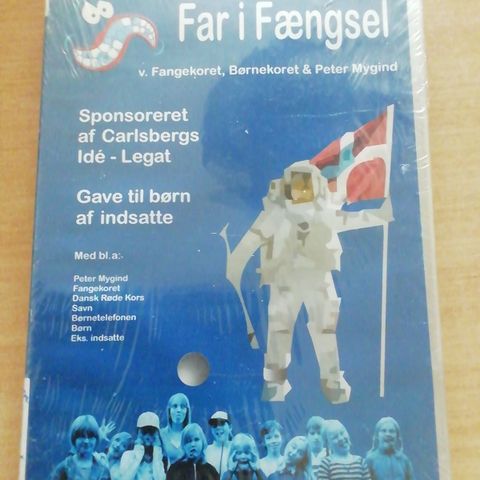 Far i Fængsel
v. Fangekoret, Børnekoret & Peter Mygind
Sponsoreret
af Carlsbergs
Idé - Legat
Gave til børn
af indsatte
Med bl.a:-
Peter Mygind
Fangekoret
Dansk Røde Kors
Savn
Børnetelefonen
Børn
Eks. indsatte